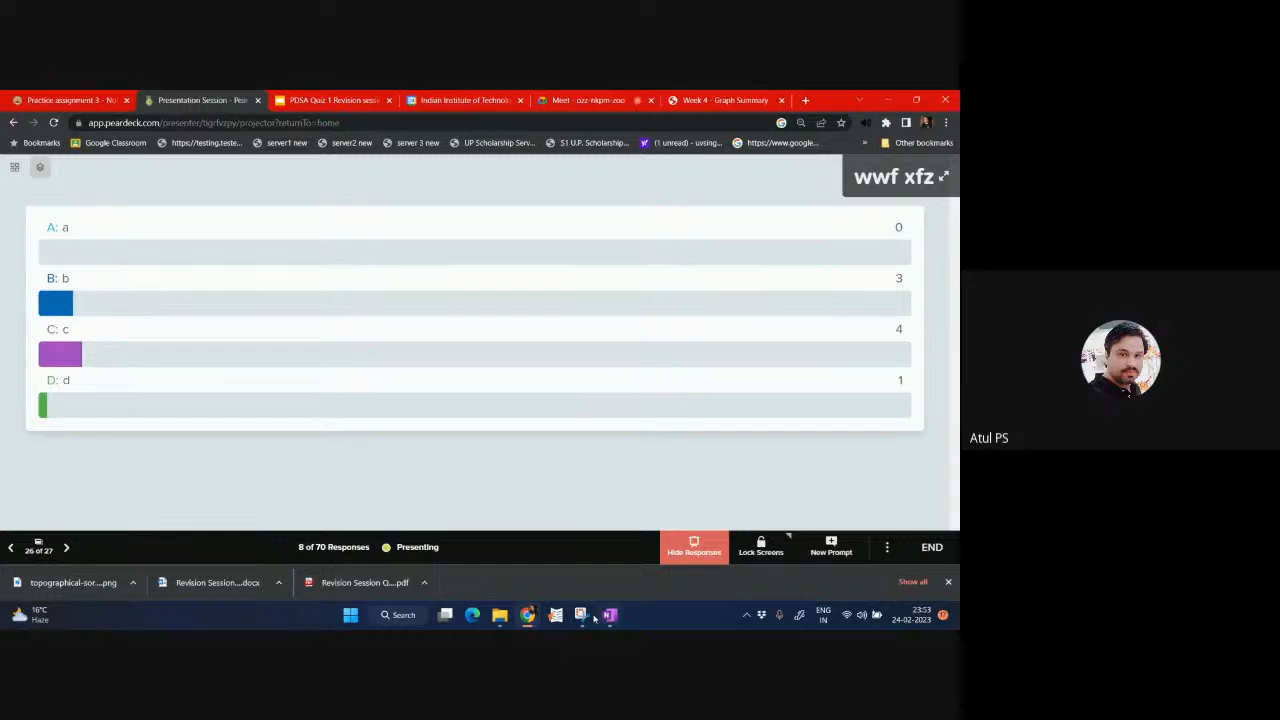 Practice assignment 3 - No
Presentation Session - Pear
PDSA Quiz 1 Revision sessi
Indian Institute of Technolo
Meet - ozz-nkpm-zoo
Week 4 - Graph Summary
app.peardeck.com/presenter/tigrfvzpy/projector?returnTo=home
Bookmarks
Google Classroom
https://testing.teste...
server1 new
server2 new
server 3 new
UP Scholarship Serv...
S1 U.P. Scholarship...
(1 unread) - uvsing...
https://www.google...
»
Other bookmarks
wwf xfz
A: a 0
B: b 3
C: c 4
D: d 1
Atul PS
26 of 27
8 of 70 Responses
Presenting
Hide Responses
Lock Screens
New Prompt
END
topographical-sor....png
Revision Session....docx
Revision Session Q....pdf
Show all
16°C
Haze
Search
ENG
IN
23:53
24-02-2023